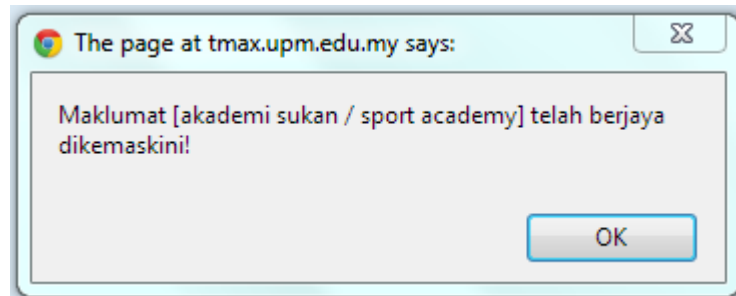 The page at tmax.upm.edu.my says:
Maklumat [akademi sukan / sport academy] telah berjaya
dikemaskini!
OK